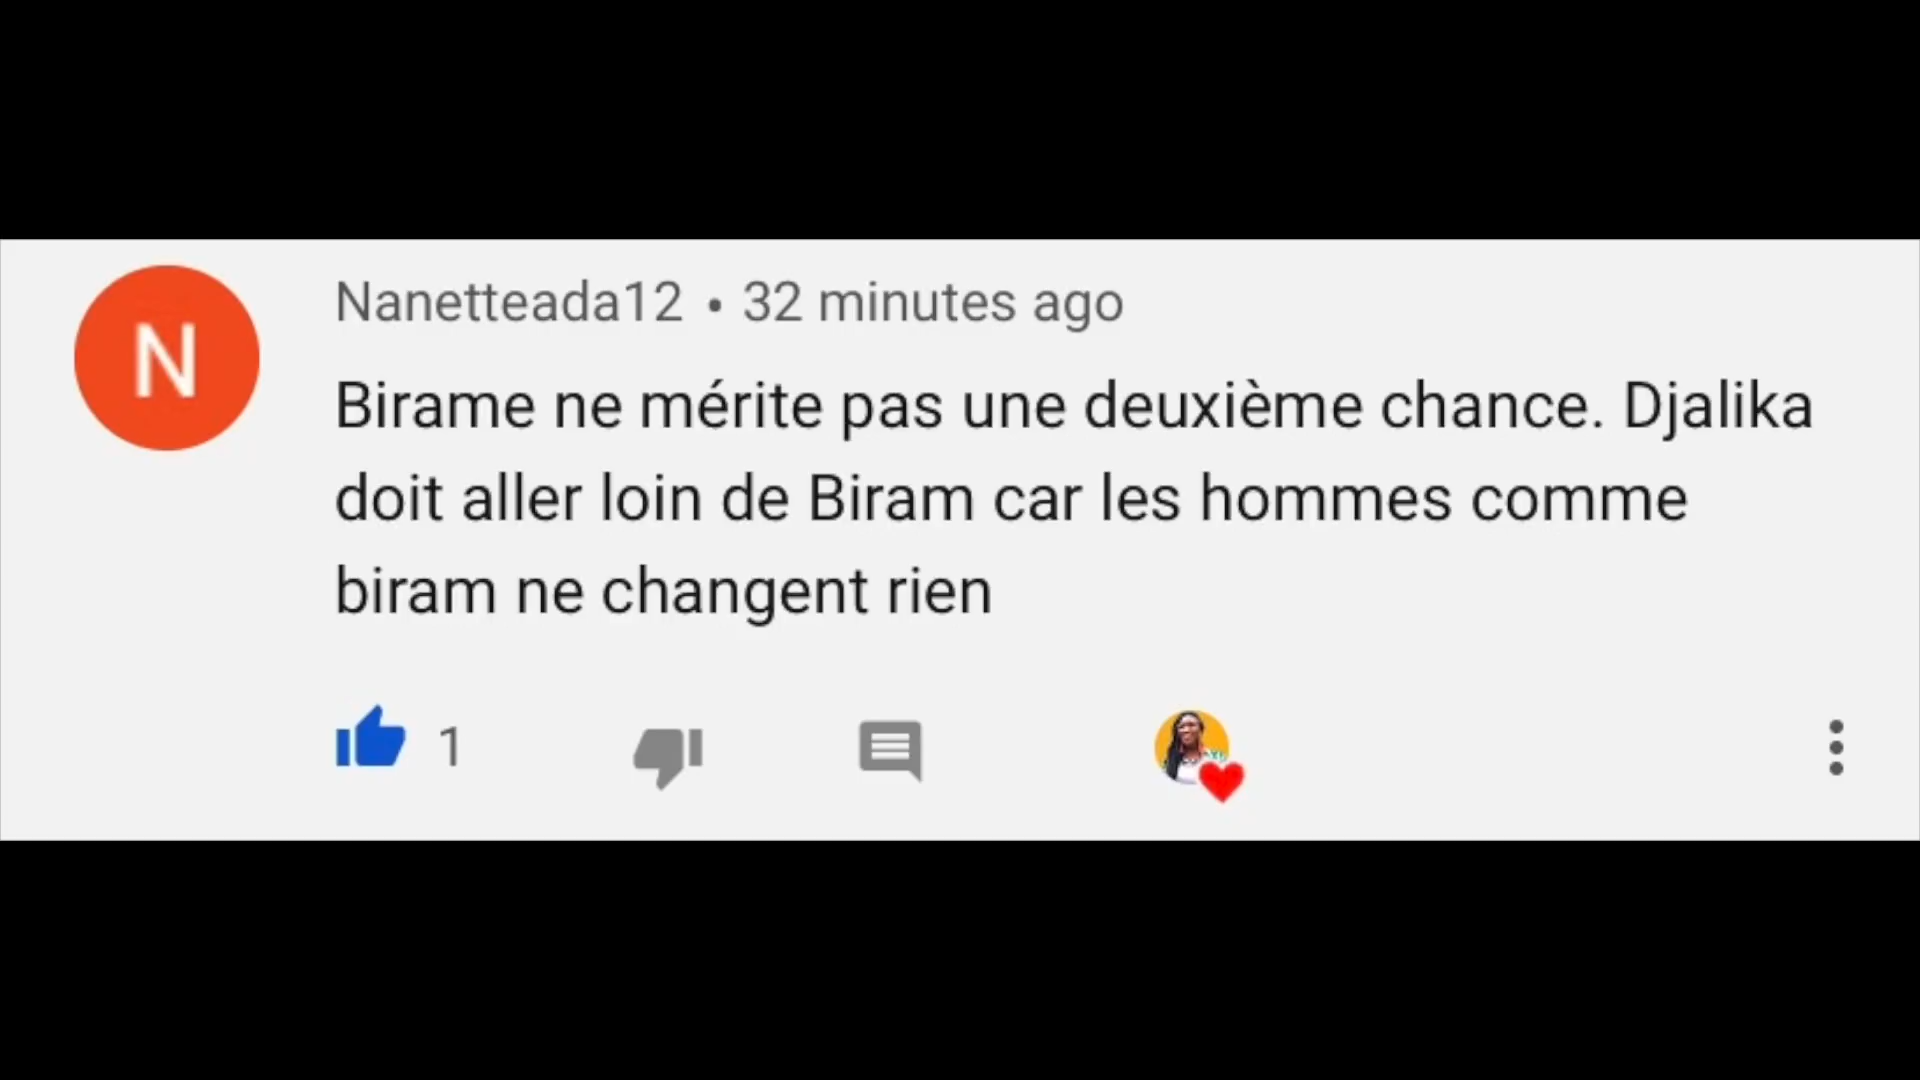 N
Nanetteada12 • 32 minutes ago
Birame ne mérite pas une deuxième chance. Djalika
doit aller loin de Biram car les hommes comme
biram ne changent rien
1